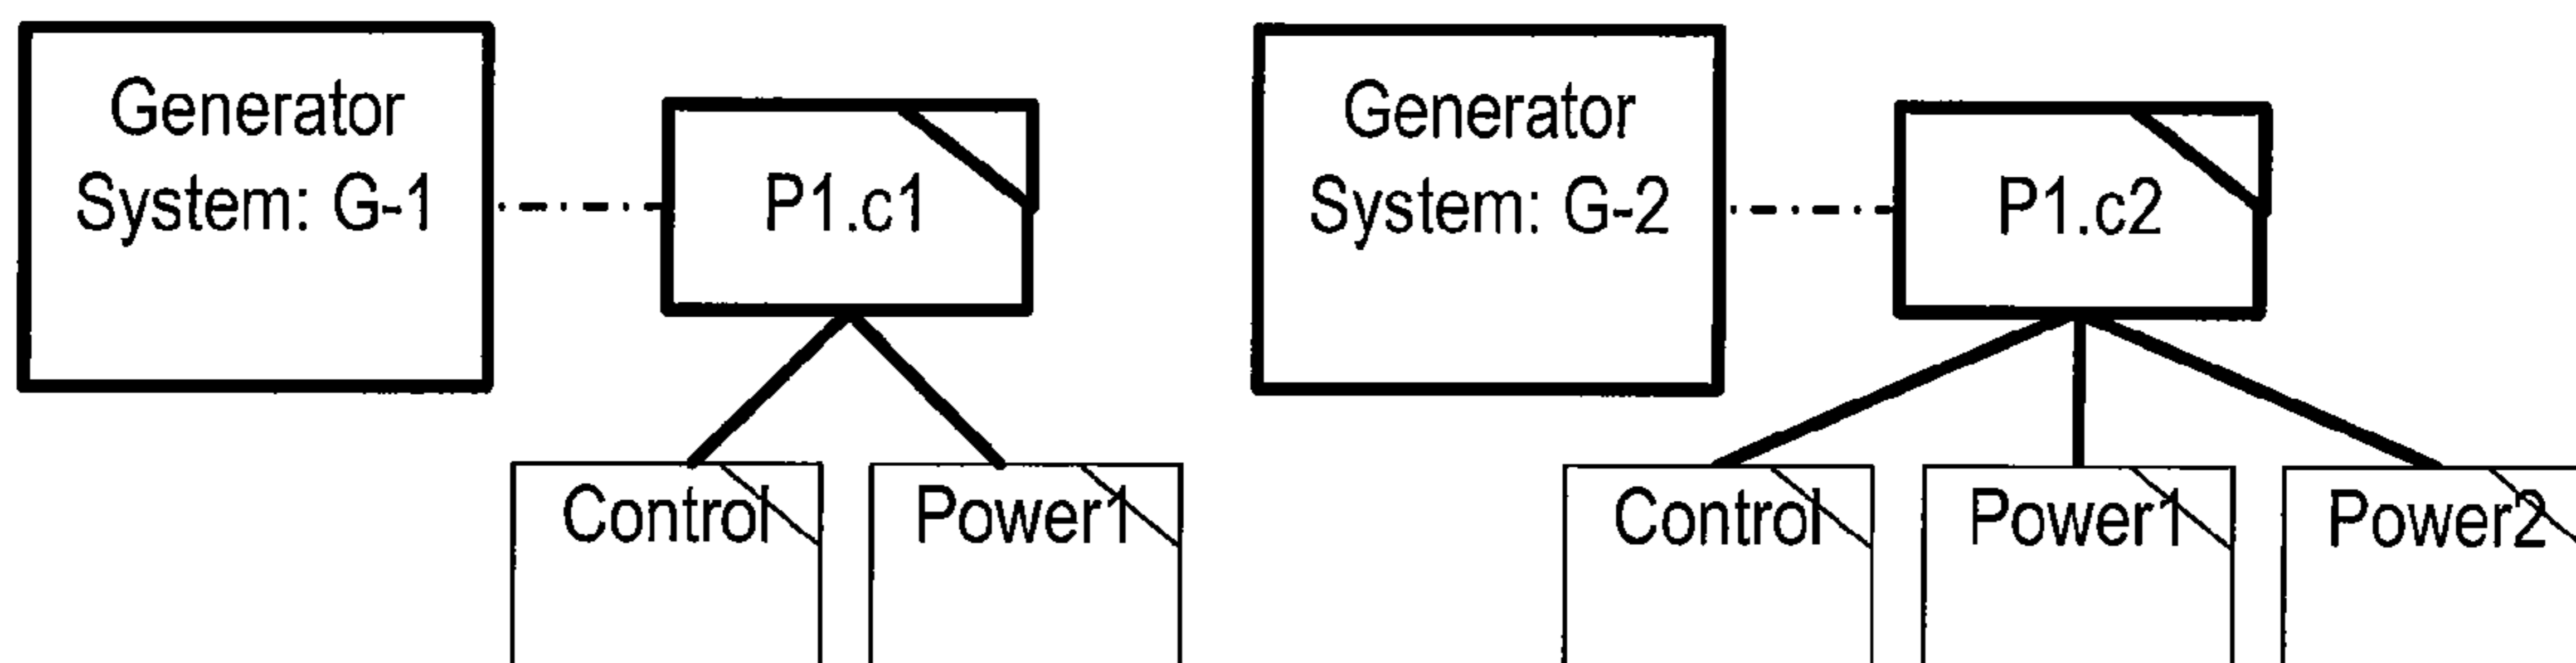 Generator
System: G-1
P1.c1
Control
Power1
Generator
System: G-2
P1.c2
Control
Power1
Power2